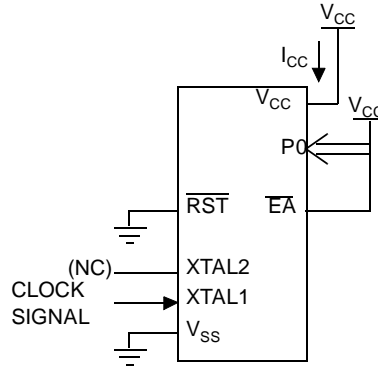 VCC
ICC
VCC
VCC
P0
RST
EA
(NC)
XTAL2
CLOCK
SIGNAL
XTAL1
VSS